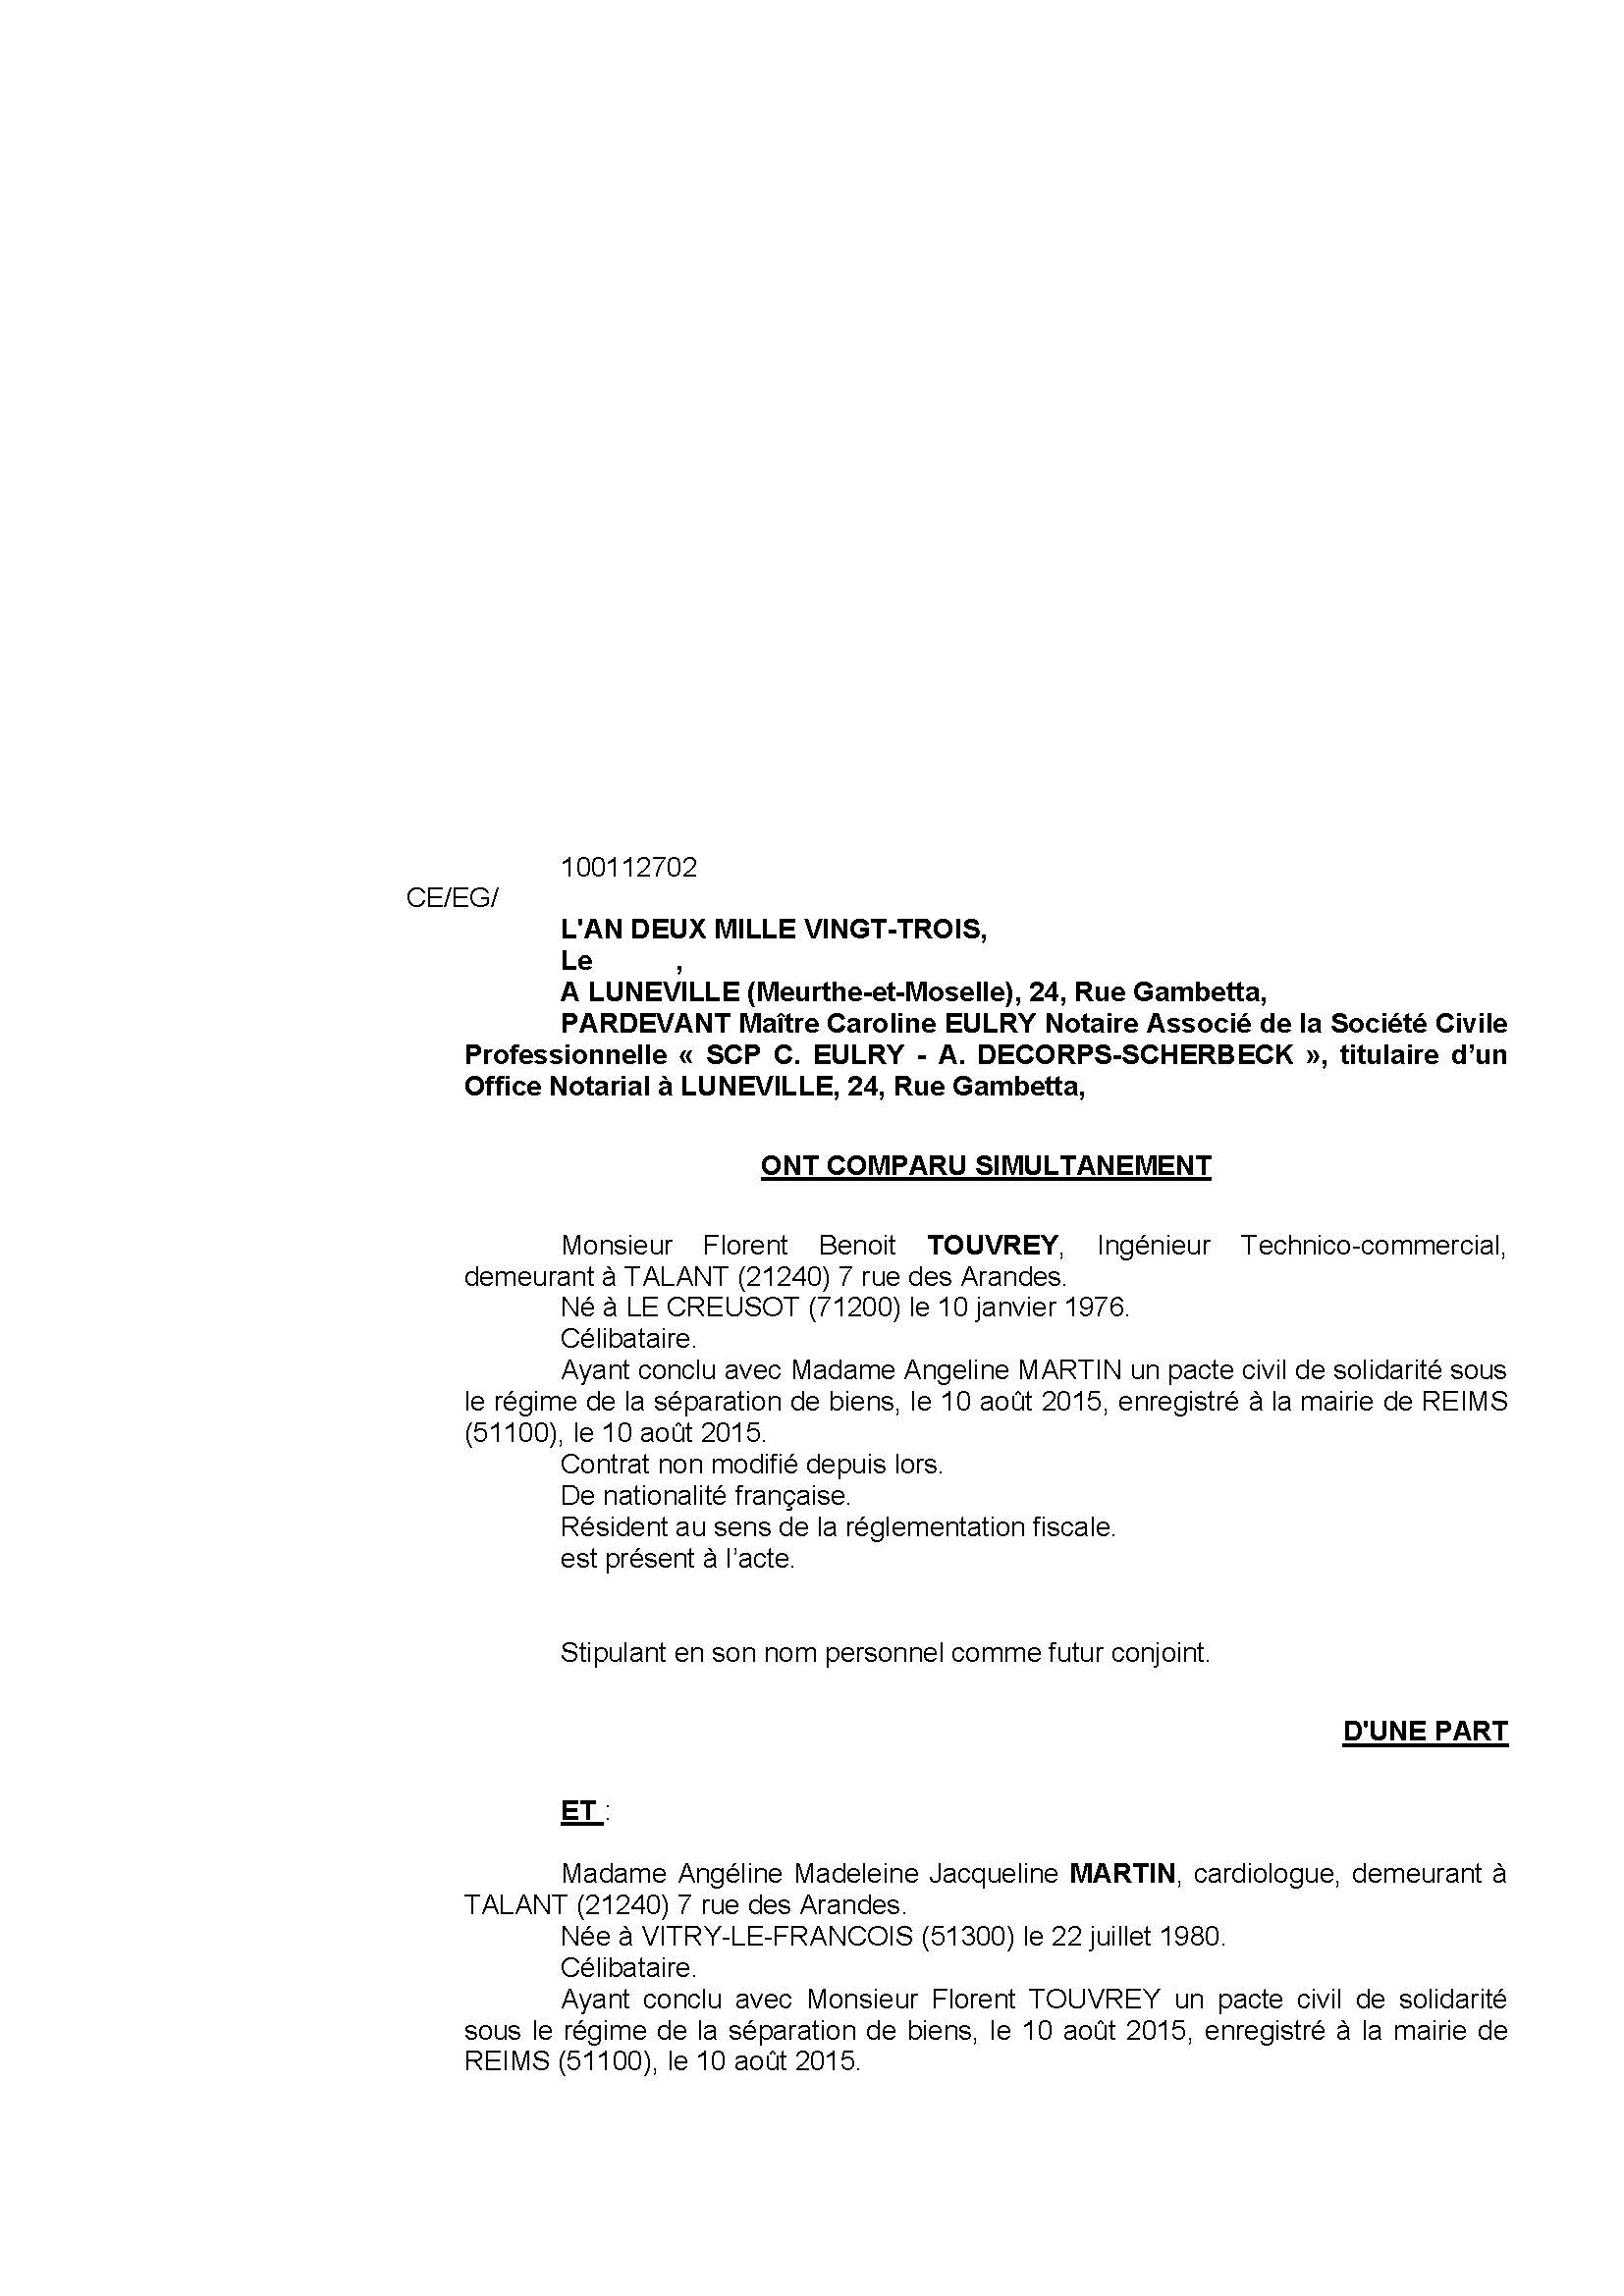 100112702
CE/EG/
L'AN DEUX MILLE VINGT-TROIS,
Le ,
A LUNEVILLE (Meurthe-et-Moselle), 24, Rue Gambetta,
PARDEVANT Maître Caroline EULRY Notaire Associé de la Société Civile
Professionnelle « SCP C. EULRY - A. DECORPS-SCHERBECK », titulaire d’un
Office Notarial à LUNEVILLE, 24, Rue Gambetta,
ONT COMPARU SIMULTANEMENT
Monsieur Florent Benoit TOUVREY, Ingénieur Technico-commercial,
demeurant à TALANT (21240) 7 rue des Arandes.
Né à LE CREUSOT (71200) le 10 janvier 1976.
Célibataire.
Ayant conclu avec Madame Angeline MARTIN un pacte civil de solidarité sous
le régime de la séparation de biens, le 10 août 2015, enregistré à la mairie de REIMS
(51100), le 10 août 2015.
Contrat non modifié depuis lors.
De nationalité française.
Résident au sens de la réglementation fiscale.
est présent à l’acte.
Stipulant en son nom personnel comme futur conjoint.
D'UNE PART
ET :
Madame Angéline Madeleine Jacqueline MARTIN, cardiologue, demeurant à
TALANT (21240) 7 rue des Arandes.
Née à VITRY-LE-FRANCOIS (51300) le 22 juillet 1980.
Célibataire.
Ayant conclu avec Monsieur Florent TOUVREY un pacte civil de solidarité
sous le régime de la séparation de biens, le 10 août 2015, enregistré à la mairie de
REIMS (51100), le 10 août 2015.